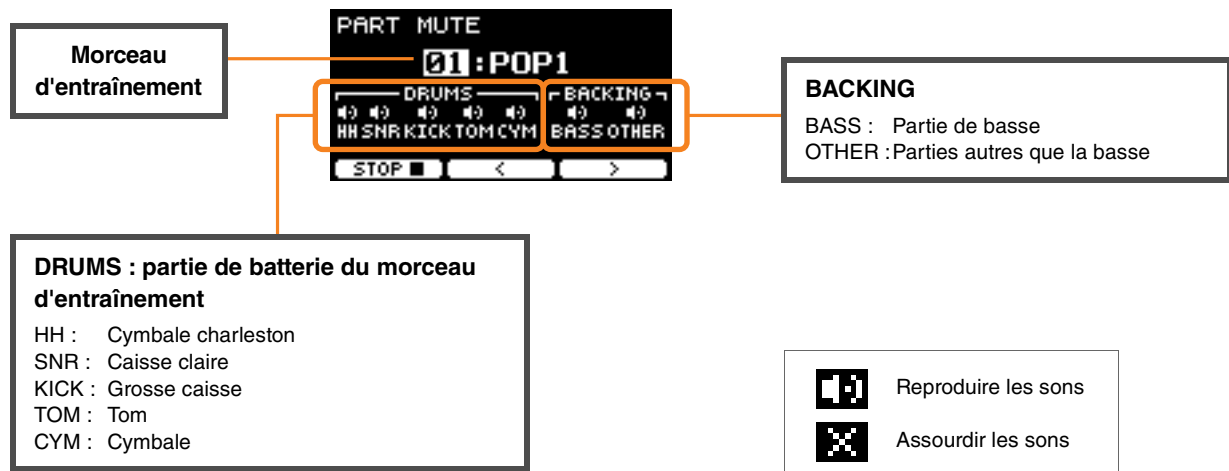 Morceau
d'entraînement
PART MUTE
01:POP1
DRUMS BACKING
HH SNR KICK TOM CYM BASS OTHER
STOP ■ < >
BACKING
BASS : Partie de basse
OTHER : Parties autres que la basse
DRUMS : partie de batterie du morceau
d'entraînement
HH : Cymbale charleston
SNR : Caisse claire
KICK : Grosse caisse
TOM : Tom
CYM : Cymbale
Reproduire les sons
Assourdir les sons